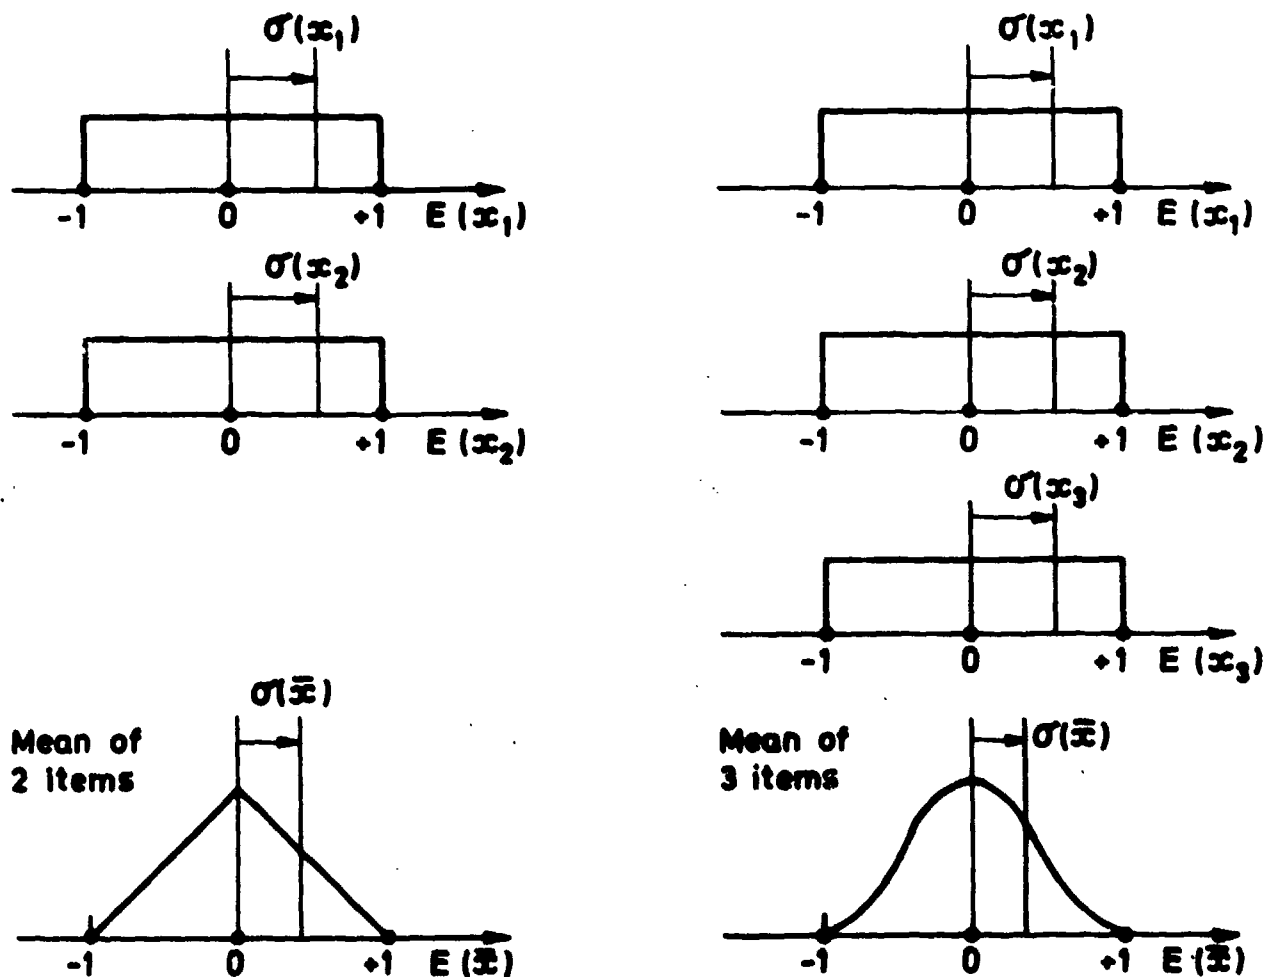 σ(x₁)
-1 0 +1 E (x₁)
σ(x₂)
-1 0 +1 E (x₂)
σ(x̄)
Mean of
2 items
-1 0 +1 E (x̄)
σ(x₁)
-1 0 +1 E (x₁)
σ(x₂)
-1 0 +1 E (x₂)
σ(x₃)
-1 0 +1 E (x₃)
Mean of
3 items
σ(x̄)
-1 0 +1 E (x̄)